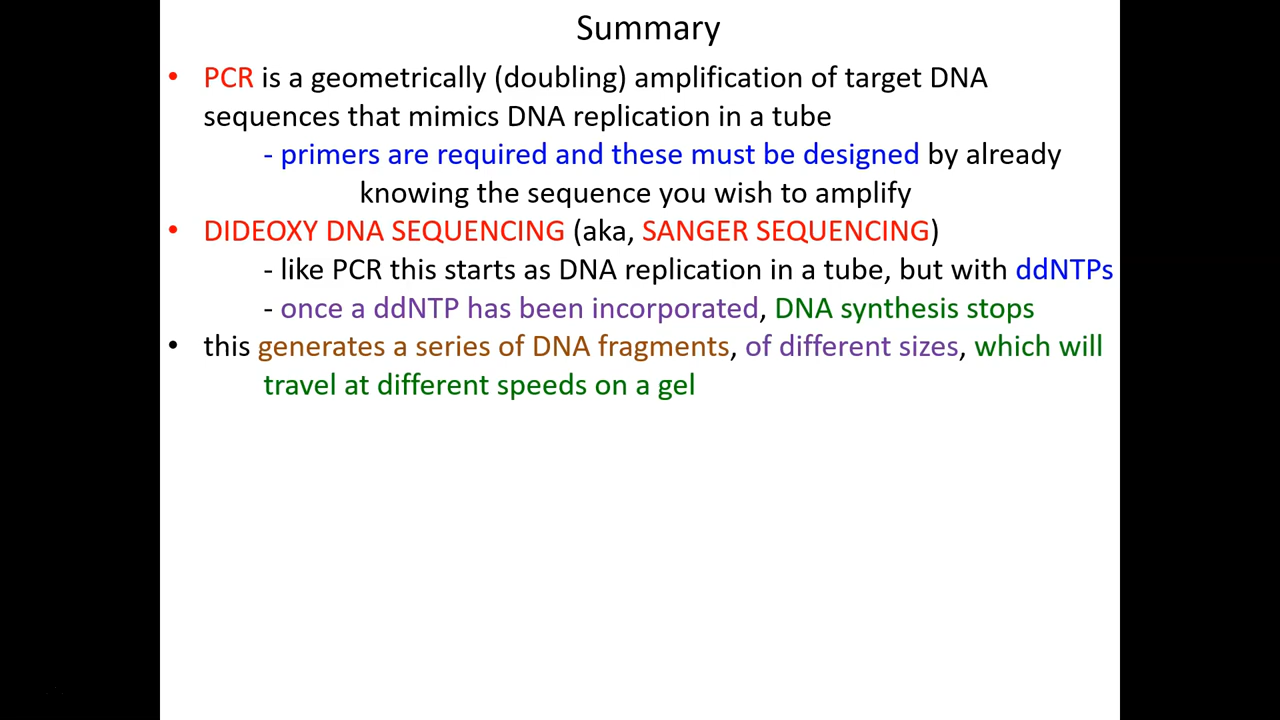 Summary
• PCR is a geometrically (doubling) amplification of target DNA
sequences that mimics DNA replication in a tube
- primers are required and these must be designed by already
knowing the sequence you wish to amplify
• DIDEOXY DNA SEQUENCING (aka, SANGER SEQUENCING)
- like PCR this starts as DNA replication in a tube, but with ddNTPs
- once a ddNTP has been incorporated, DNA synthesis stops
• this generates a series of DNA fragments, of different sizes, which will
travel at different speeds on a gel